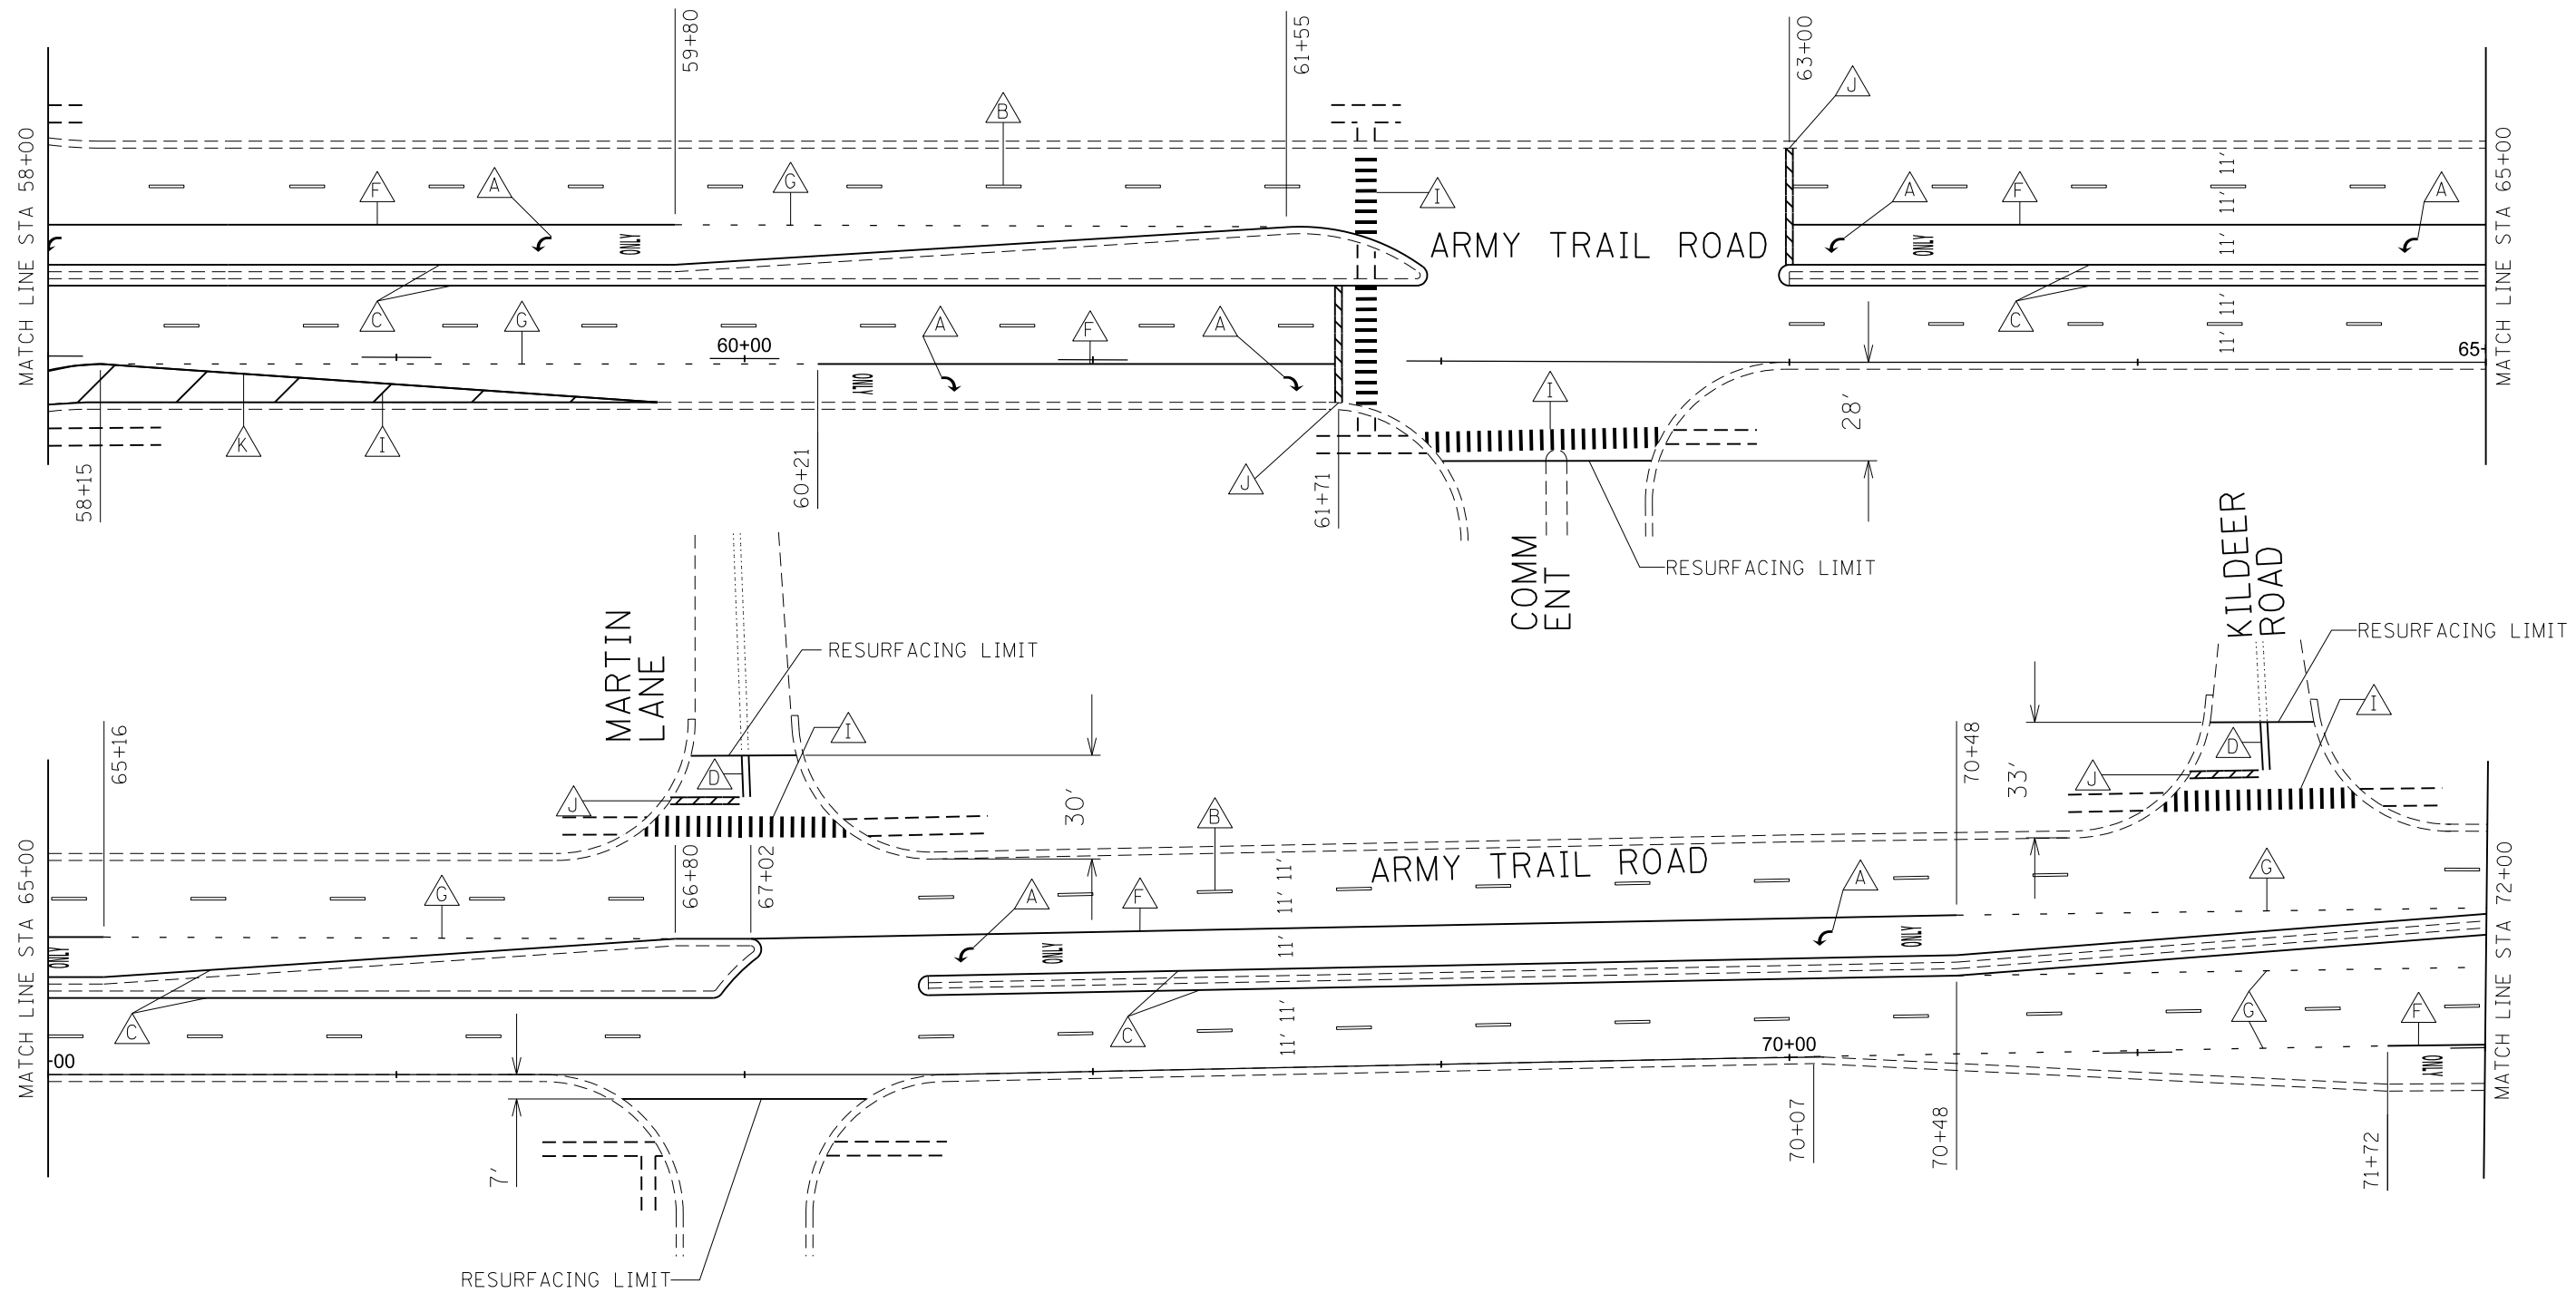 59+80
61+55
63+00
J
B
MATCH LINE STA 58+00
F
A
G
I
A
F
11' 11'
A
MATCH LINE STA 65+00
ONLY
ARMY TRAIL ROAD
ONLY
11'
C
G
A
F
A
C
11' 11'
60+00
65+
ONLY
I
28'
K
I
58+15
60+21
J
61+71
COMM
ENT
RESURFACING LIMIT
KILDEER
ROAD
MARTIN
LANE
RESURFACING LIMIT
RESURFACING LIMIT
65+16
I
I
D
D
70+48
33'
J
J
30'
B
MATCH LINE STA 65+00
66+80
67+02
11' 11'
ARMY TRAIL ROAD
MATCH LINE STA 72+00
G
A
F
A
G
ONLY
ONLY
11'
ONLY
C
C
11' 11'
G
F
-00
70+00
ONLY
7'
70+07
70+48
71+72
RESURFACING LIMIT